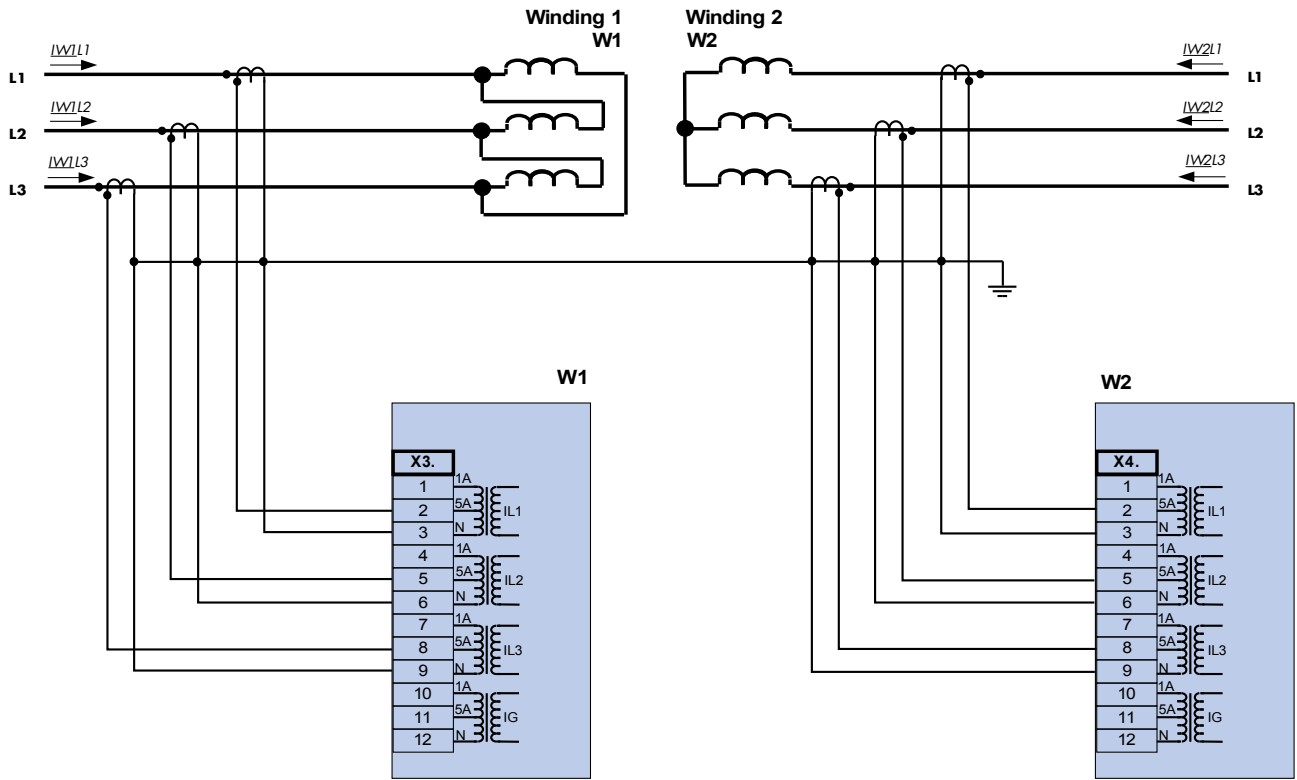 Winding 1
W1
Winding 2
W2
IW1L1
L1
IW1L2
L2
IW1L3
L3
IW2L1
L1
IW2L2
L2
IW2L3
L3
W1
X3.
1 1A
2 5A IL1
3 N
4 1A
5 5A IL2
6 N
7 1A
8 5A IL3
9 N
10 1A
11 5A IG
12 N
W2
X4.
1 1A
2 5A IL1
3 N
4 1A
5 5A IL2
6 N
7 1A
8 5A IL3
9 N
10 1A
11 5A IG
12 N